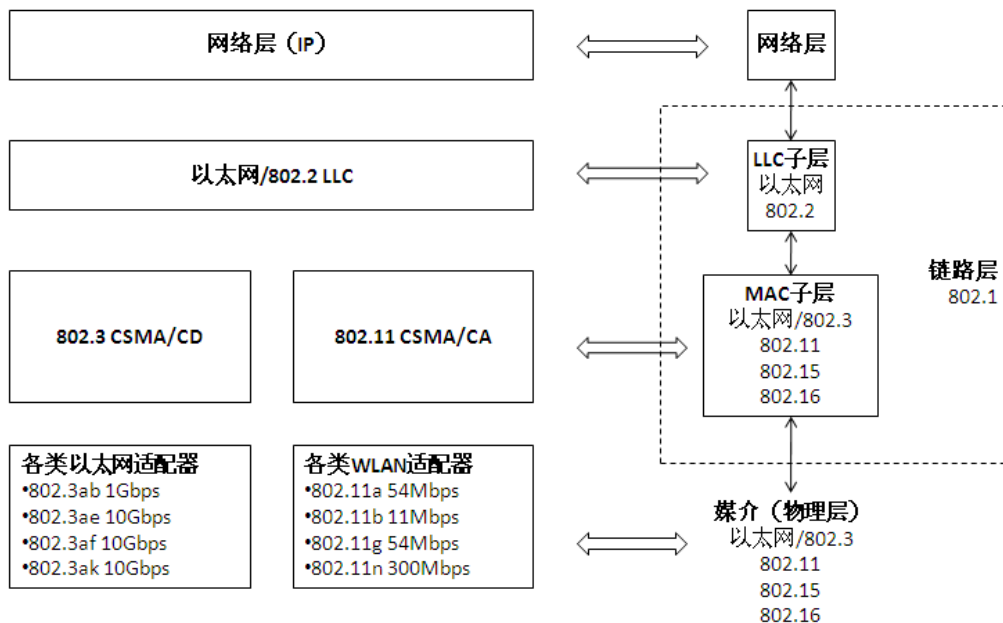 网络层（IP）
网络层
以太网/802.2 LLC
LLC子层
以太网
802.2
链路层
802.1
802.3 CSMA/CD
802.11 CSMA/CA
MAC子层
以太网/802.3
802.11
802.15
802.16
各类以太网适配器
•802.3ab 1Gbps
•802.3ae 10Gbps
•802.3af 10Gbps
•802.3ak 10Gbps
各类WLAN适配器
•802.11a 54Mbps
•802.11b 11Mbps
•802.11g 54Mbps
•802.11n 300Mbps
媒介（物理层）
以太网/802.3
802.11
802.15
802.16